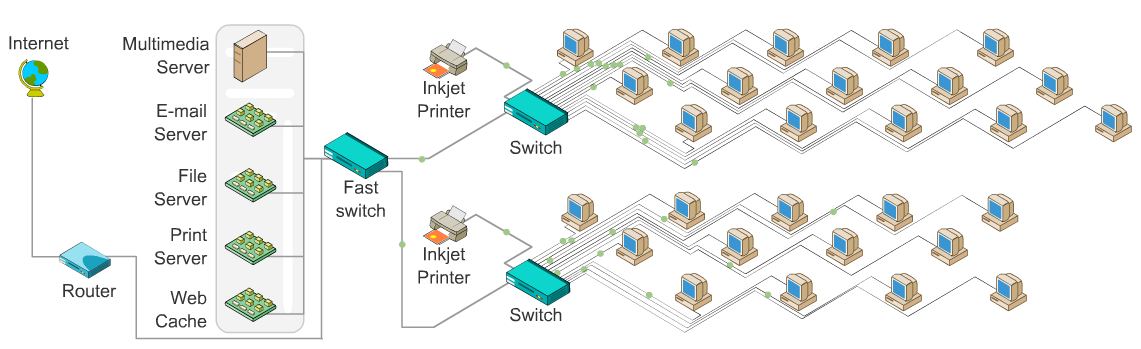 Internet
Multimedia
Server
E-mail
Server
File
Server
Print
Server
Web
Cache
Router
Fast
switch
Inkjet
Printer
Switch
Inkjet
Printer
Switch